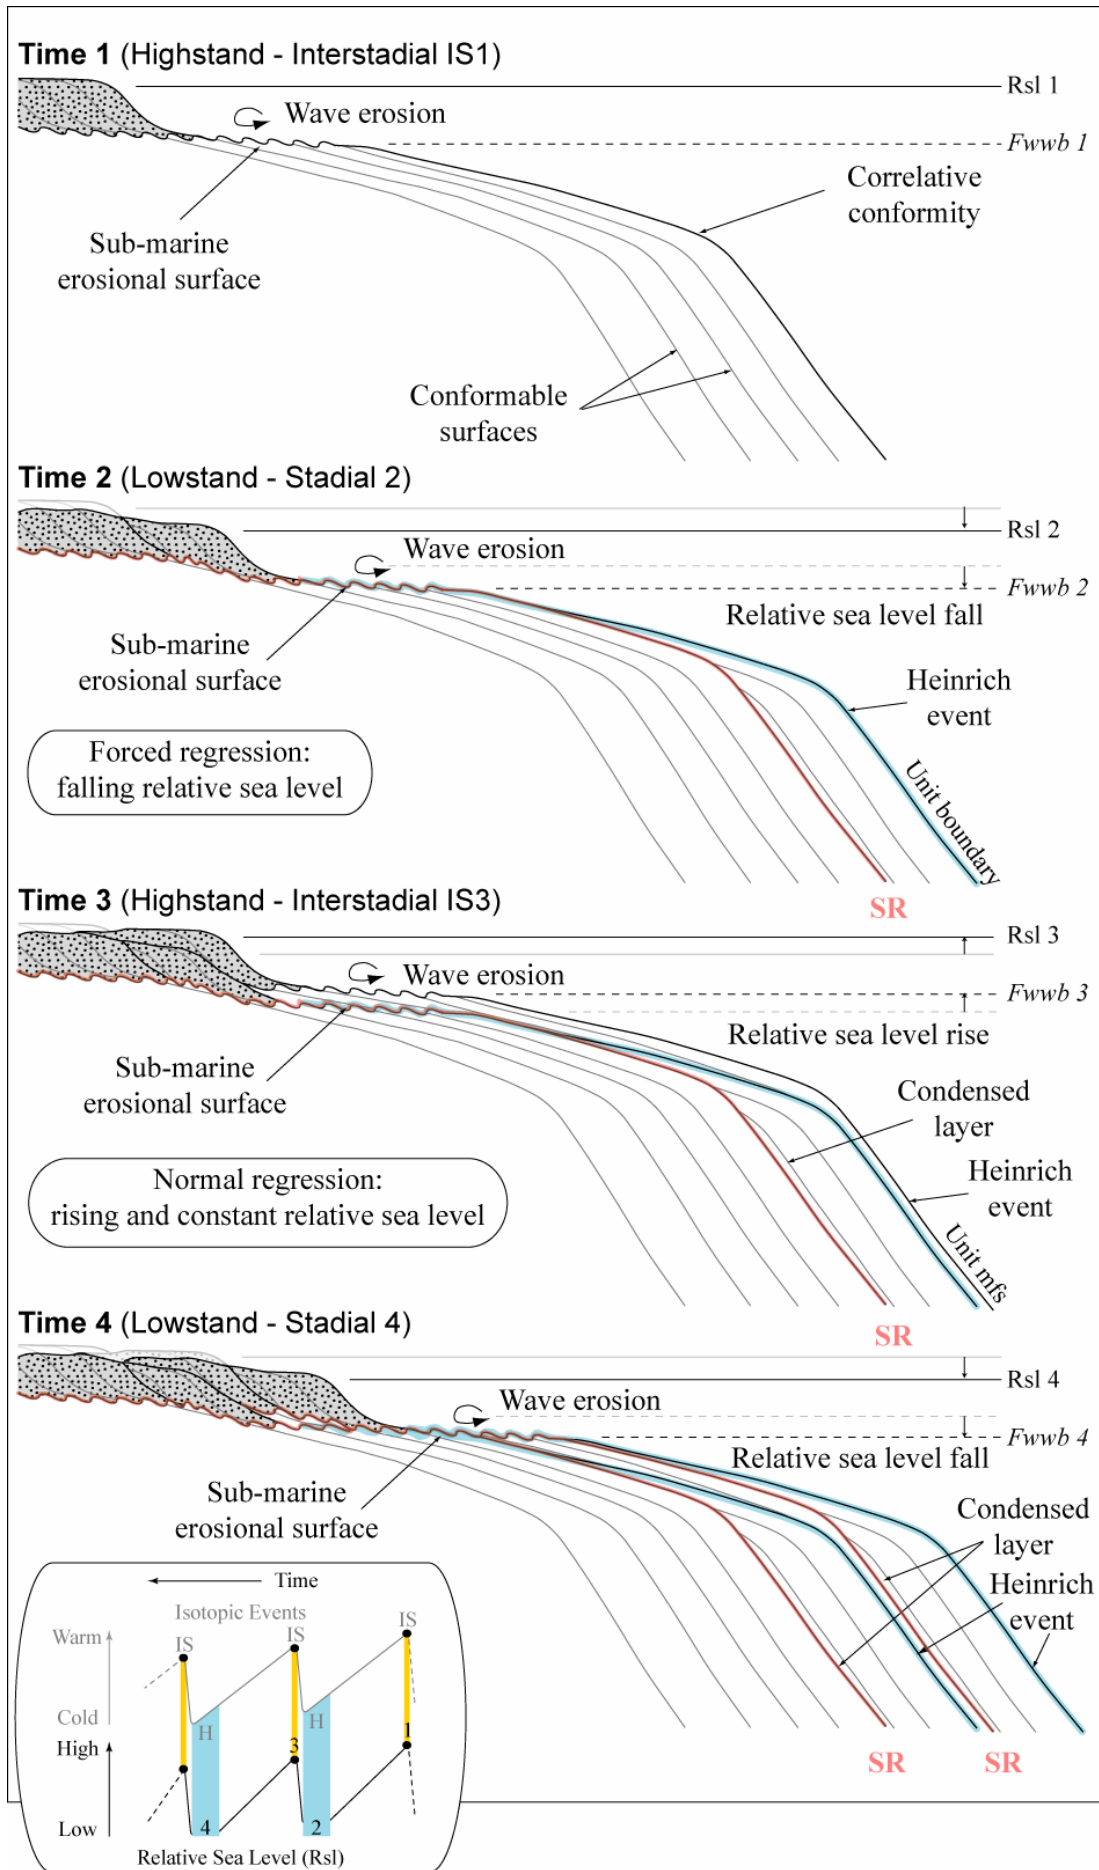 Time 1 (Highstand - Interstadial IS1)
Rsl 1
Wave erosion
Fwwb 1
Correlative
conformity
Sub-marine
erosional surface
Conformable
surfaces
Time 2 (Lowstand - Stadial 2)
Rsl 2
Wave erosion
Fwwb 2
Relative sea level fall
Sub-marine
erosional surface
Heinrich
event
Forced regression:
falling relative sea level
Unit boundary
SR
Time 3 (Highstand - Interstadial IS3)
Rsl 3
Wave erosion
Fwwb 3
Relative sea level rise
Sub-marine
erosional surface
Condensed
layer
Normal regression:
rising and constant relative sea level
Heinrich
event
Unit mfs
SR
Time 4 (Lowstand - Stadial 4)
Rsl 4
Wave erosion
Fwwb 4
Relative sea level fall
Sub-marine
erosional surface
Condensed
layer
Heinrich
event
SR
SR
Time
Isotopic Events
IS
IS
IS
Warm
Cold
H
H
High
3
1
Low
4
2
Relative Sea Level (Rsl)